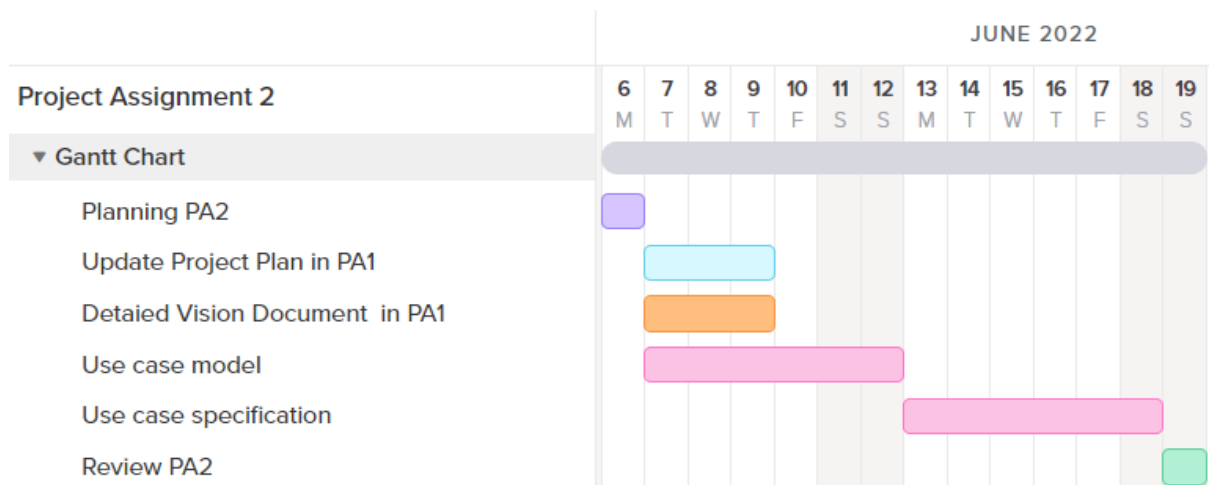 JUNE 2022
Project Assignment 2
6 7 8 9 10 11 12 13 14 15 16 17 18 19
M T W T F S S M T W T F S S
Gantt Chart
Planning PA2
Update Project Plan in PA1
Detaied Vision Document in PA1
Use case model
Use case specification
Review PA2